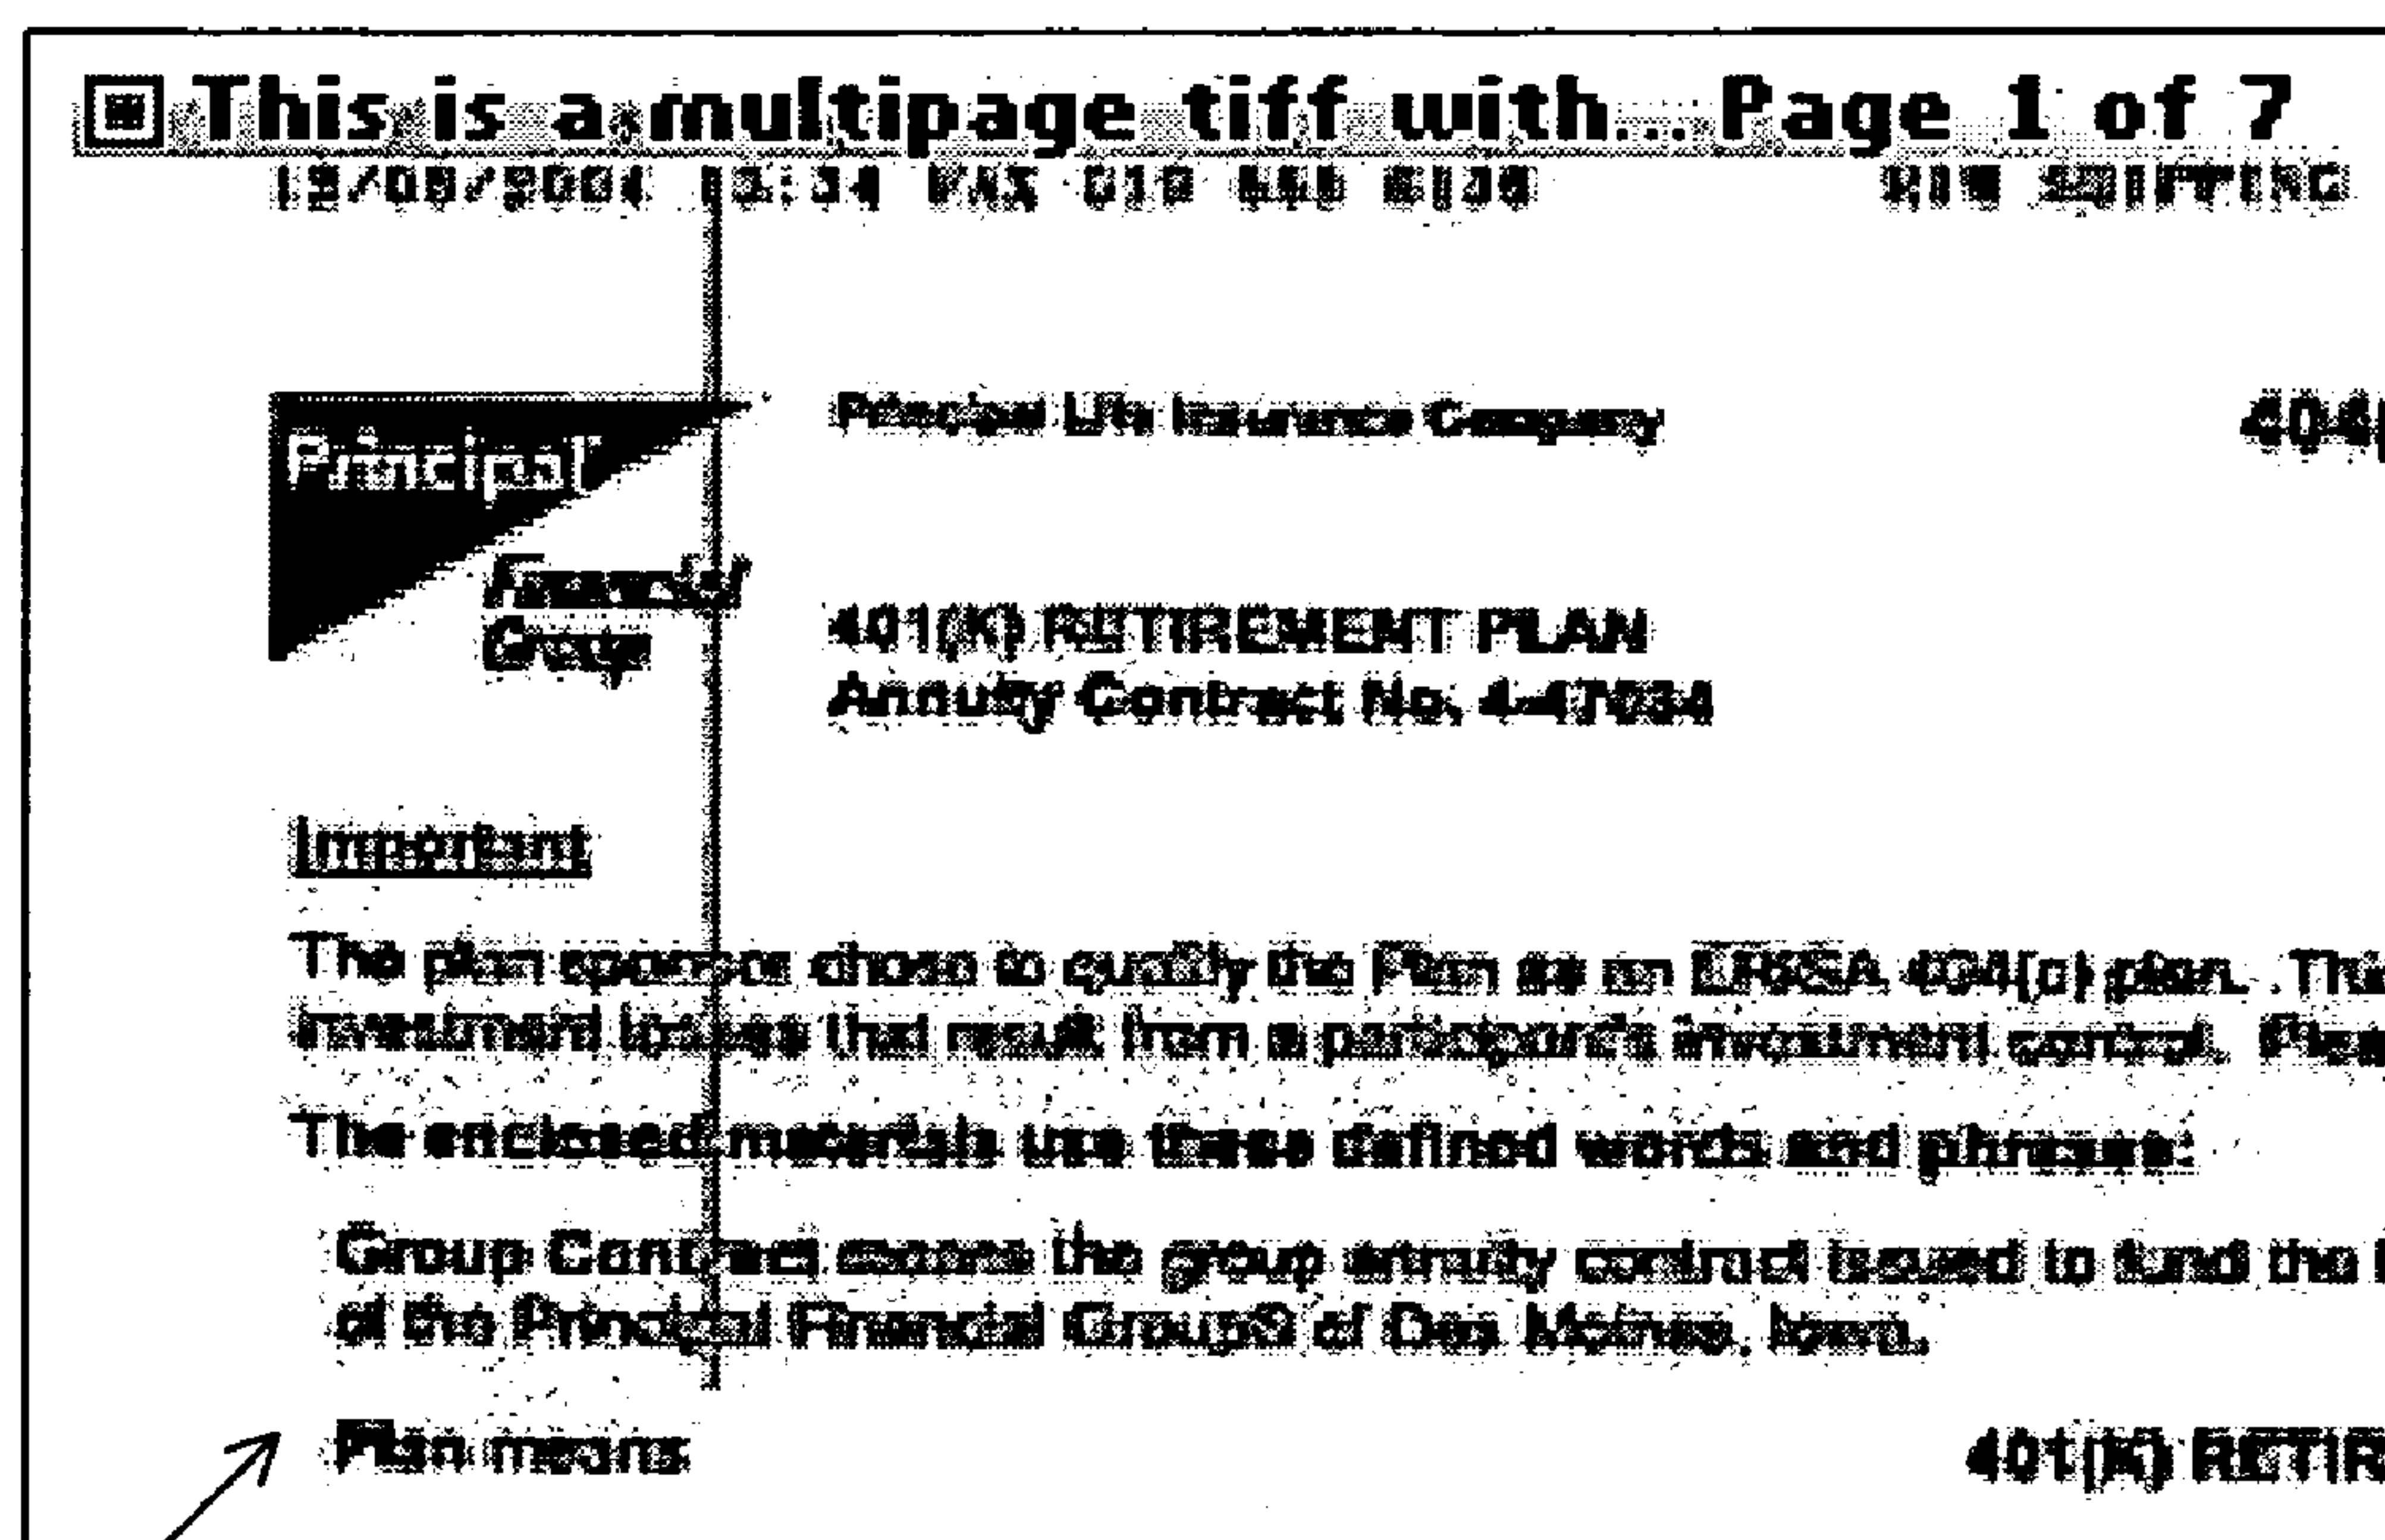 This is a multipage tiff with... Page 1 of 7
FAX SHIPPING
Principal Life Insurance Company
Principal
Financial
Group
401(K) RETIREMENT PLAN
Annuity Contract No.
Important
The plan sponsor chose to qualify the Plan as an ERISA 404(c) plan. This
investment losses that result from a participant's investment control.
The enclosed materials use these defined words and phrases:
Group Contract means the group annuity contract issued to fund the
of the Principal Financial Group® of Des Moines, Iowa.
Plan means 401(K) RETIR